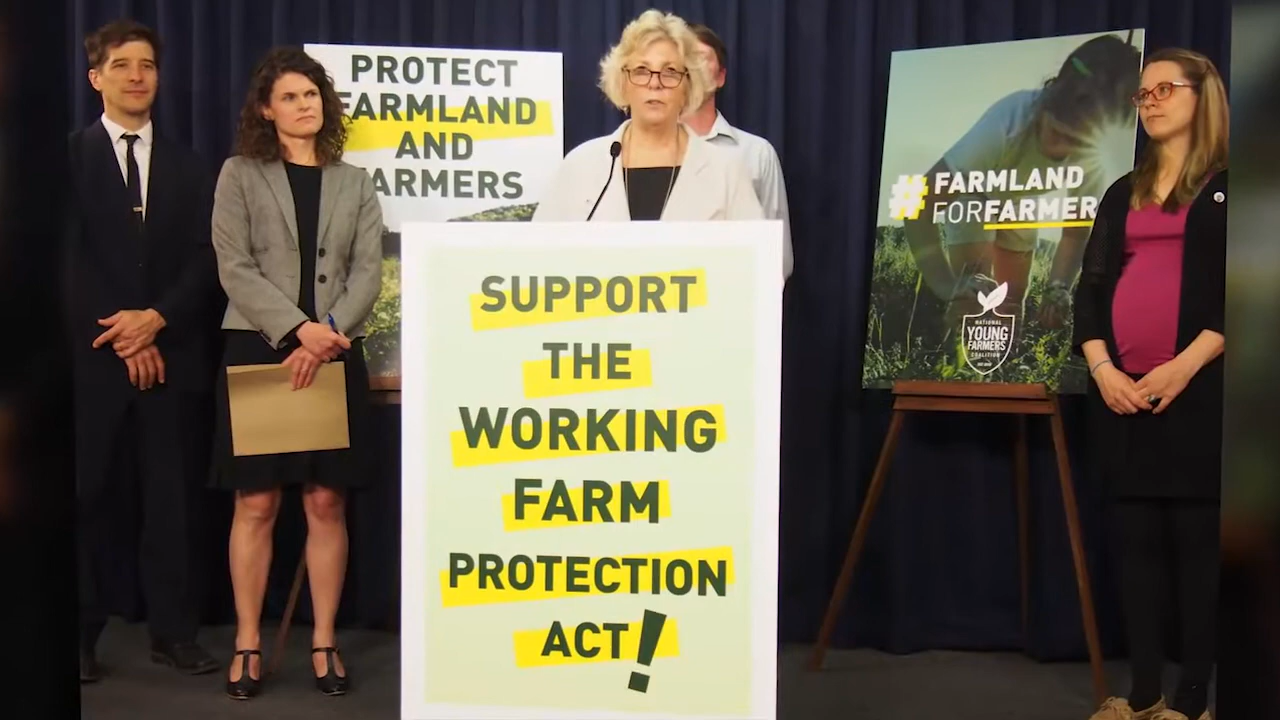 PROTECT
FARMLAND
AND
FARMERS
SUPPORT
THE
WORKING
FARM
PROTECTION
ACT!
#FARMLAND
FORFARMER
NATIONAL
YOUNG
FARMERS
COALITION